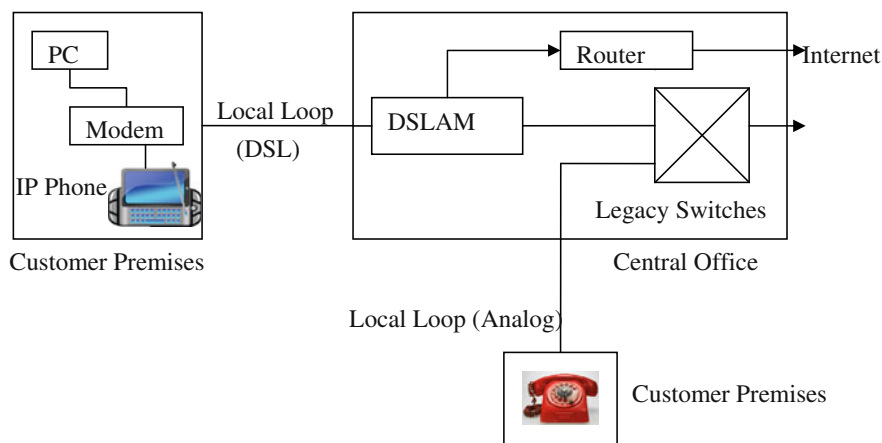 PC
Modem
IP Phone
Customer Premises
Local Loop
(DSL)
Router
Internet
DSLAM
Legacy Switches
Central Office
Local Loop (Analog)
Customer Premises